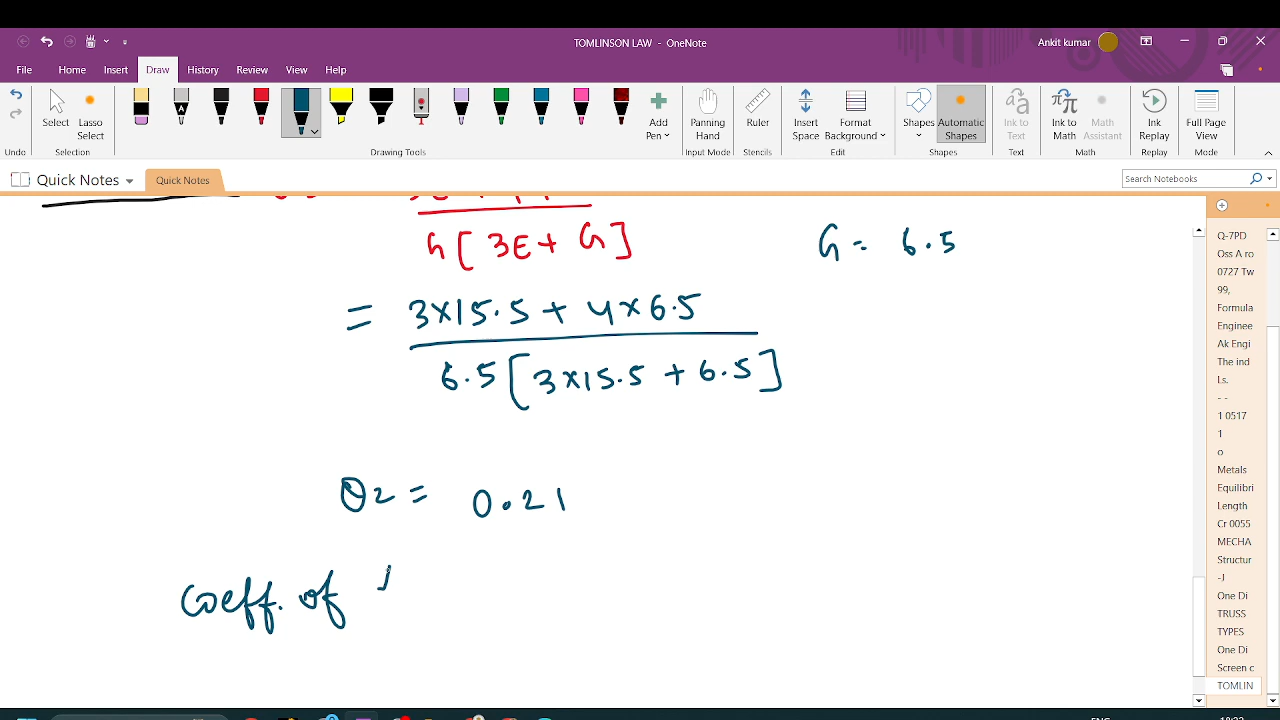 TOMLINSON LAW - OneNote
Ankit kumar
File Home Insert Draw History Review View Help
Select
Lasso Select
Add Pen
Panning Hand
Ruler
Insert Space
Format Background
Shapes
Automatic Shapes
Ink to Text
Ink to Math
Math Assistant
Ink Replay
Full Page View
Undo Selection Drawing Tools Input Mode Stencils Edit Shapes Text Math Replay Mode
Quick Notes
Quick Notes
Search Notebooks
G [ 3E + G ]
G = 6.5
= 3×15.5 + 4×6.5
6.5 [ 3×15.5 + 6.5 ]
θ2 = 0.21
Coeff. of
Q-7PD
Oss A ro
0727 Tw
99,
Formula
Enginee
Ak Engi
The ind
Ls.
- -
1 0517
1
o
Metals
Equilibri
Length
Cr 0055
MECHA
Structur
-J
One Di
TRUSS
TYPES
One Di
Screen c
TOMLIN